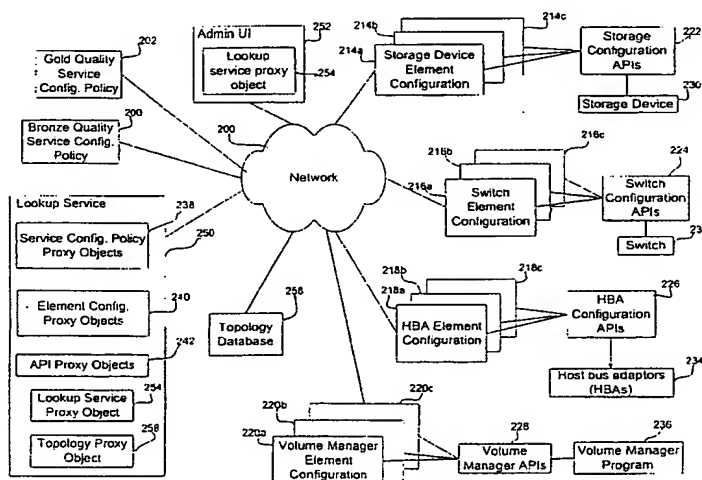 202
Gold Quality
Service
Config. Policy
200
Bronze Quality
Service Config.
Policy
Admin UI
252
Lookup
service proxy
object
254
200
Network
214c
214b
214a
Storage Device
Element
Configuration
Storage
Configuration
APIs
222
Storage Device
230
216c
216b
216a
Switch
Element
Configuration
224
Switch
Configuration
APIs
Switch
23
Lookup Service
238
Service Config. Policy
Proxy Objects
250
Element Config.
Proxy Objects
240
242
API Proxy Objects
254
Lookup Service
Proxy Object
258
Topology Proxy
Object
256
Topology
Database
218c
218b
218a
HBA Element
Configuration
226
HBA
Configuration
APIs
234
Host bus adaptors
(HBAs)
220c
220b
220a
Volume Manager
Element
Configuration
228
Volume
Manager APIs
236
Volume Manager
Program